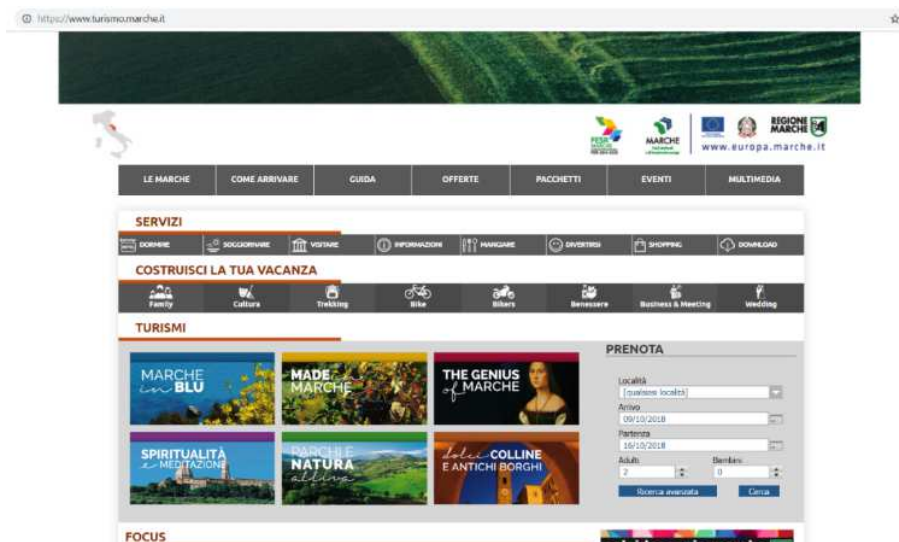 https://www.turismo.marche.it
MARCHE
REGIONE
MARCHE
www.europa.marche.it
LE MARCHE COME ARRIVARE GUIDA OFFERTE PACCHETTI EVENTI MULTIMEDIA
SERVIZI
DORMIRE SOGGIORNARE VISITARE INFORMAZIONI MANGIARE DIVERTIRSI SHOPPING DOWNLOAD
COSTRUISCI LA TUA VACANZA
Family Cultura Trekking Bike Bikers Benessere Business & Meeting Wedding
TURISMI
MARCHE
in BLU
MADE in
MARCHE
THE GENIUS
of MARCHE
SPIRITUALITÀ
e MEDITAZIONE
PARCHI E
NATURA
attiva
dolci COLLINE
E ANTICHI BORGHI
PRENOTA
Località
[qualsiasi località]
Arrivo
09/10/2018
Partenza
16/10/2018
Adulti Bambini
2 0
Ricerca avanzata Cerca
FOCUS